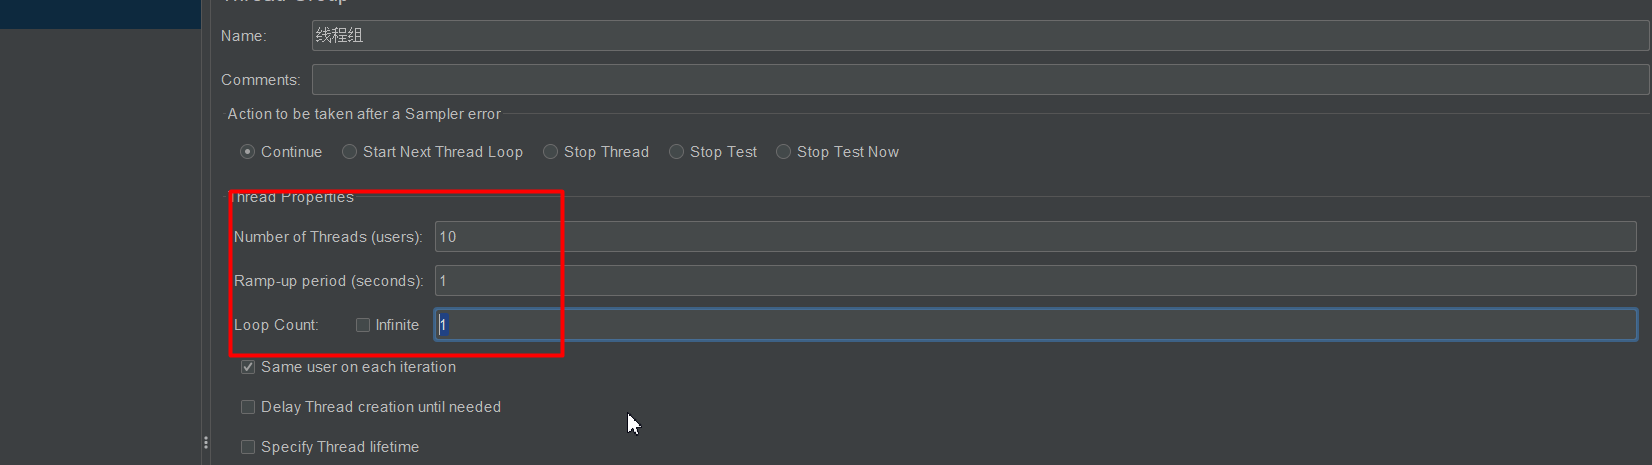 Thread Group
Name: 线程组
Comments:
Action to be taken after a Sampler error
Continue Start Next Thread Loop Stop Thread Stop Test Stop Test Now
Thread Properties
Number of Threads (users): 10
Ramp-up period (seconds): 1
Loop Count: Infinite 1
Same user on each iteration
Delay Thread creation until needed
Specify Thread lifetime